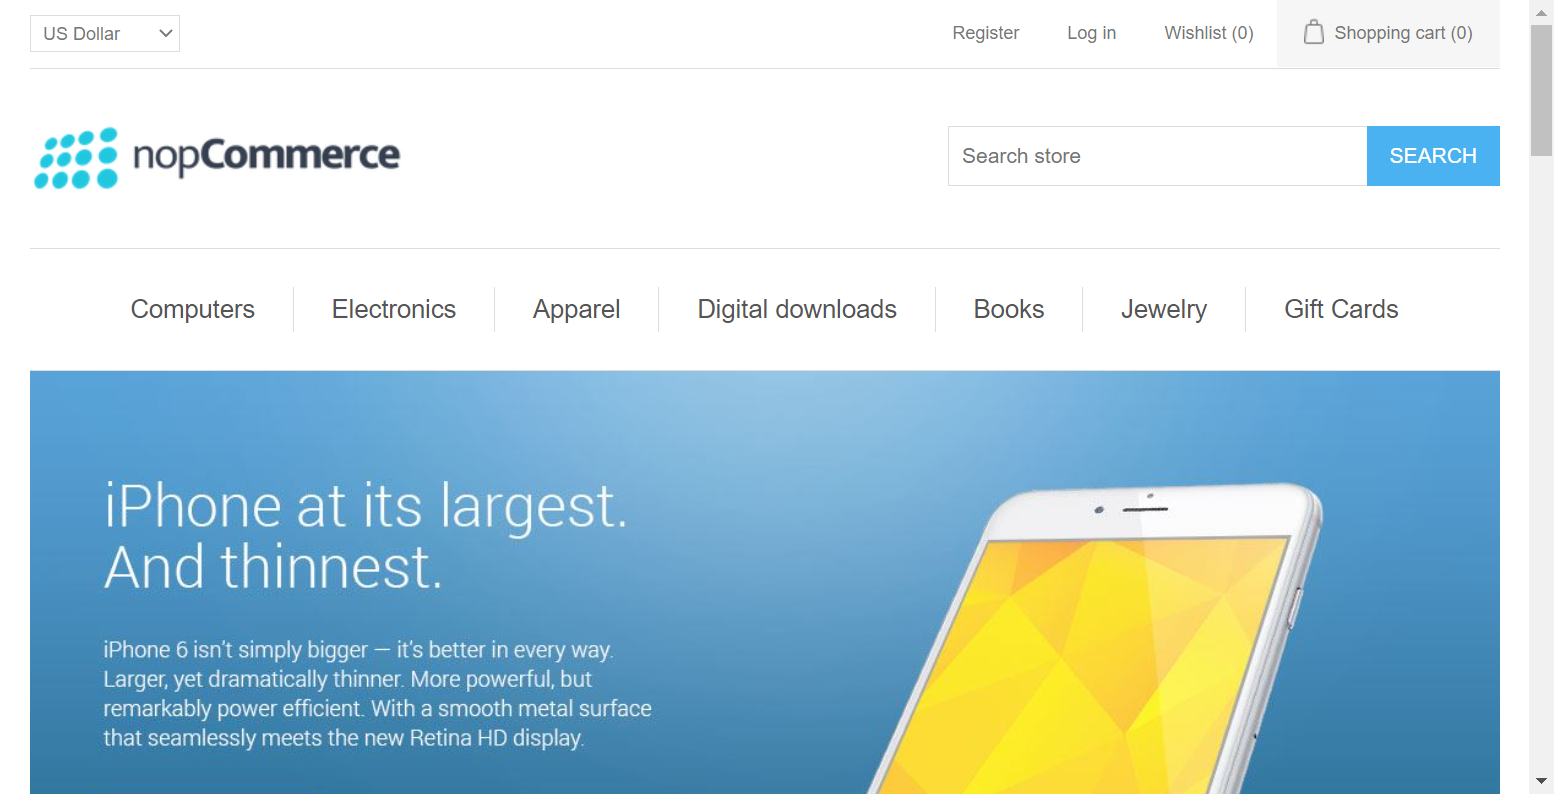 US Dollar
Register
Log in
Wishlist (0)
Shopping cart (0)
nopCommerce
Search store
SEARCH
Computers
Electronics
Apparel
Digital downloads
Books
Jewelry
Gift Cards
iPhone at its largest.
And thinnest.
iPhone 6 isn’t simply bigger — it’s better in every way.
Larger, yet dramatically thinner. More powerful, but
remarkably power efficient. With a smooth metal surface
that seamlessly meets the new Retina HD display.